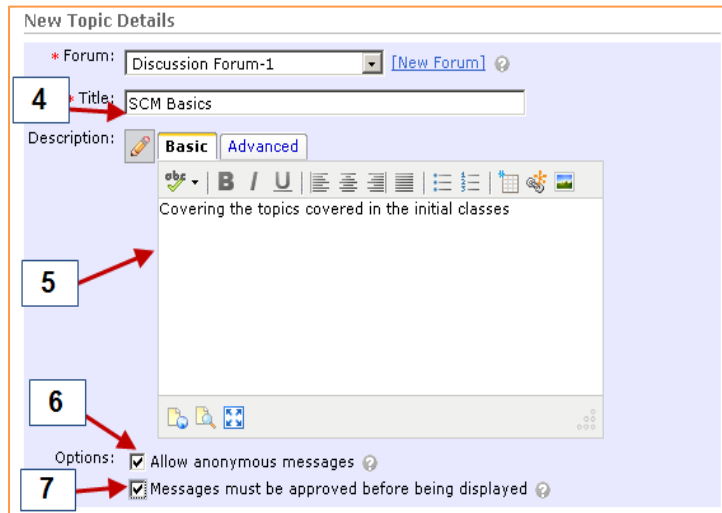 New Topic Details
* Forum: Discussion Forum-1 [New Forum] ?
4 * Title: SCM Basics
Description: Basic Advanced
abc B I U
Covering the topics covered in the initial classes
5
6
Options: Allow anonymous messages ?
7 Messages must be approved before being displayed ?